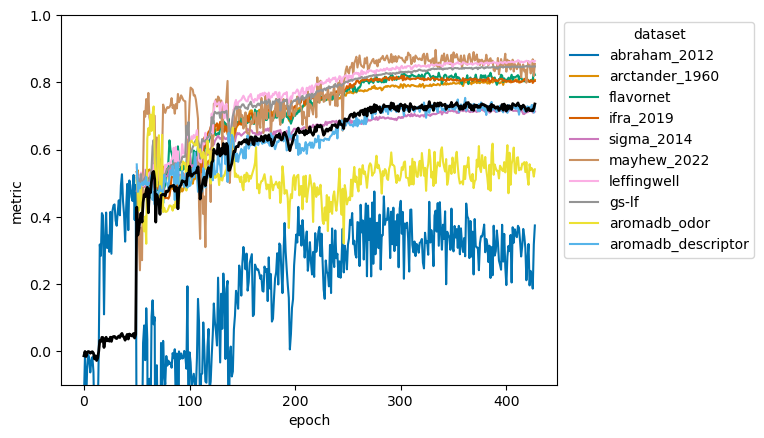 1.0
0.8
0.6
0.4
0.2
0.0
metric
0
100
200
300
400
epoch
dataset
abraham_2012
arctander_1960
flavornet
ifra_2019
sigma_2014
mayhew_2022
leffingwell
gs-lf
aromadb_odor
aromadb_descriptor